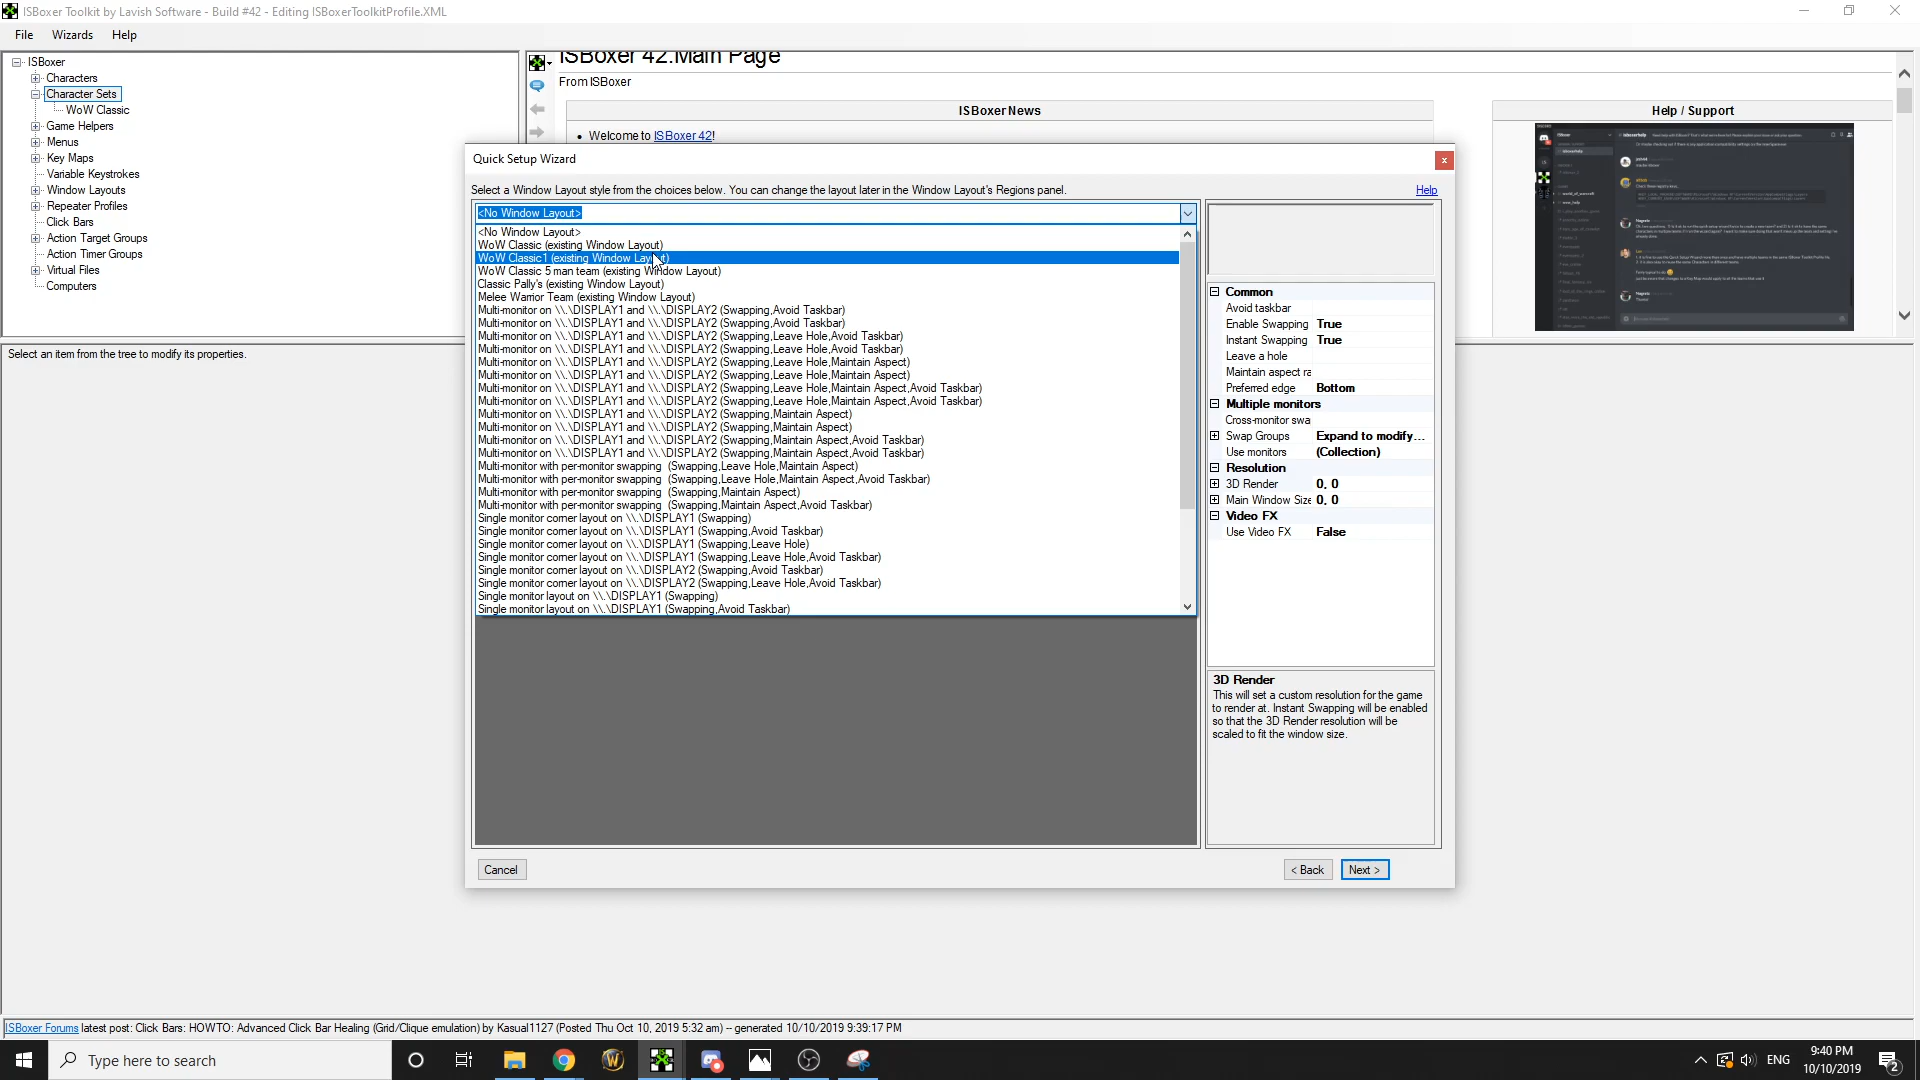 ISBoxer Toolkit by Lavish Software - Build #42 - Editing ISBoxerToolkitProfile.XML
File Wizards Help
ISBoxer
Characters
Character Sets
WoW Classic
Game Helpers
Menus
Key Maps
Variable Keystrokes
Window Layouts
Repeater Profiles
Click Bars
Action Target Groups
Action Timer Groups
Virtual Files
Computers
Select an item from the tree to modify its properties.
ISBoxer 42:Main Page
From ISBoxer
ISBoxer News
Welcome to ISBoxer 42!
Help / Support
Quick Setup Wizard
Select a Window Layout style from the choices below. You can change the layout later in the Window Layout's Regions panel.
Help
<No Window Layout>
<No Window Layout>
WoW Classic (existing Window Layout)
WoW Classic1 (existing Window Layout)
WoW Classic 5 man team (existing Window Layout)
Classic Pally's (existing Window Layout)
Melee Warrior Team (existing Window Layout)
Multi-monitor on \\.\DISPLAY1 and \\.\DISPLAY2 (Swapping,Avoid Taskbar)
Multi-monitor on \\.\DISPLAY1 and \\.\DISPLAY2 (Swapping,Avoid Taskbar)
Multi-monitor on \\.\DISPLAY1 and \\.\DISPLAY2 (Swapping,Leave Hole,Avoid Taskbar)
Multi-monitor on \\.\DISPLAY1 and \\.\DISPLAY2 (Swapping,Leave Hole,Avoid Taskbar)
Multi-monitor on \\.\DISPLAY1 and \\.\DISPLAY2 (Swapping,Leave Hole,Maintain Aspect)
Multi-monitor on \\.\DISPLAY1 and \\.\DISPLAY2 (Swapping,Leave Hole,Maintain Aspect)
Multi-monitor on \\.\DISPLAY1 and \\.\DISPLAY2 (Swapping,Leave Hole,Maintain Aspect,Avoid Taskbar)
Multi-monitor on \\.\DISPLAY1 and \\.\DISPLAY2 (Swapping,Leave Hole,Maintain Aspect,Avoid Taskbar)
Multi-monitor on \\.\DISPLAY1 and \\.\DISPLAY2 (Swapping,Maintain Aspect)
Multi-monitor on \\.\DISPLAY1 and \\.\DISPLAY2 (Swapping,Maintain Aspect)
Multi-monitor on \\.\DISPLAY1 and \\.\DISPLAY2 (Swapping,Maintain Aspect,Avoid Taskbar)
Multi-monitor on \\.\DISPLAY1 and \\.\DISPLAY2 (Swapping,Maintain Aspect,Avoid Taskbar)
Multi-monitor with per-monitor swapping (Swapping,Leave Hole,Maintain Aspect)
Multi-monitor with per-monitor swapping (Swapping,Leave Hole,Maintain Aspect,Avoid Taskbar)
Multi-monitor with per-monitor swapping (Swapping,Maintain Aspect)
Multi-monitor with per-monitor swapping (Swapping,Maintain Aspect,Avoid Taskbar)
Single monitor corner layout on \\.\DISPLAY1 (Swapping)
Single monitor corner layout on \\.\DISPLAY1 (Swapping,Avoid Taskbar)
Single monitor corner layout on \\.\DISPLAY1 (Swapping,Leave Hole)
Single monitor corner layout on \\.\DISPLAY1 (Swapping,Leave Hole,Avoid Taskbar)
Single monitor corner layout on \\.\DISPLAY2 (Swapping,Avoid Taskbar)
Single monitor corner layout on \\.\DISPLAY2 (Swapping,Leave Hole,Avoid Taskbar)
Single monitor layout on \\.\DISPLAY1 (Swapping)
Single monitor layout on \\.\DISPLAY1 (Swapping,Avoid Taskbar)
Common
Avoid taskbar
Enable Swapping True
Instant Swapping True
Leave a hole
Maintain aspect ra
Preferred edge Bottom
Multiple monitors
Cross-monitor swa
Swap Groups Expand to modify...
Use monitors (Collection)
Resolution
3D Render 0, 0
Main Window Size 0, 0
Video FX
Use Video FX False
3D Render
This will set a custom resolution for the game
to render at. Instant Swapping will be enabled
so that the 3D Render resolution will be
scaled to fit the window size.
Cancel
< Back
Next >
ISBoxer Forums latest post: Click Bars: HOWTO: Advanced Click Bar Healing (Grid/Clique emulation) by Kasual1127 (Posted Thu Oct 10, 2019 5:32 am) -- generated 10/10/2019 9:39:17 PM
Type here to search
ENG
9:40 PM
10/10/2019
2